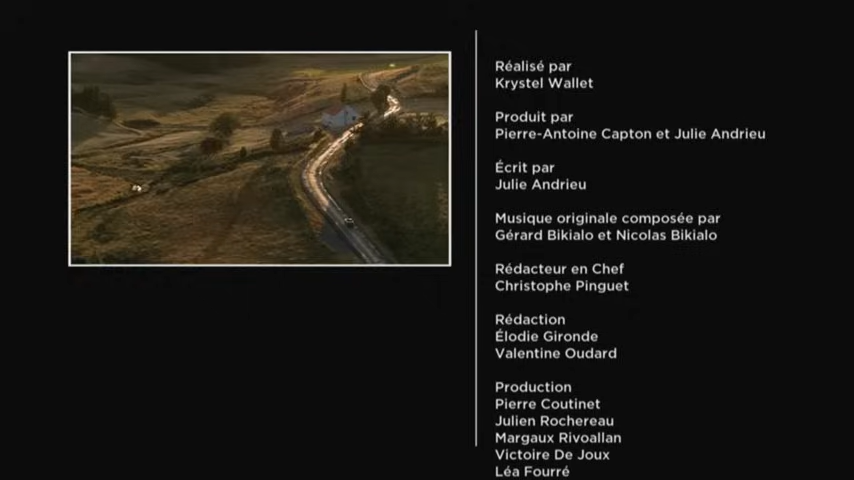 Réalisé par
Krystel Wallet
Produit par
Pierre-Antoine Capton et Julie Andrieu
Écrit par
Julie Andrieu
Musique originale composée par
Gérard Bikialo et Nicolas Bikialo
Rédacteur en Chef
Christophe Pinguet
Rédaction
Élodie Gironde
Valentine Oudard
Production
Pierre Coutinet
Julien Rochereau
Margaux Rivoallan
Victoire De Joux
Léa Fourré